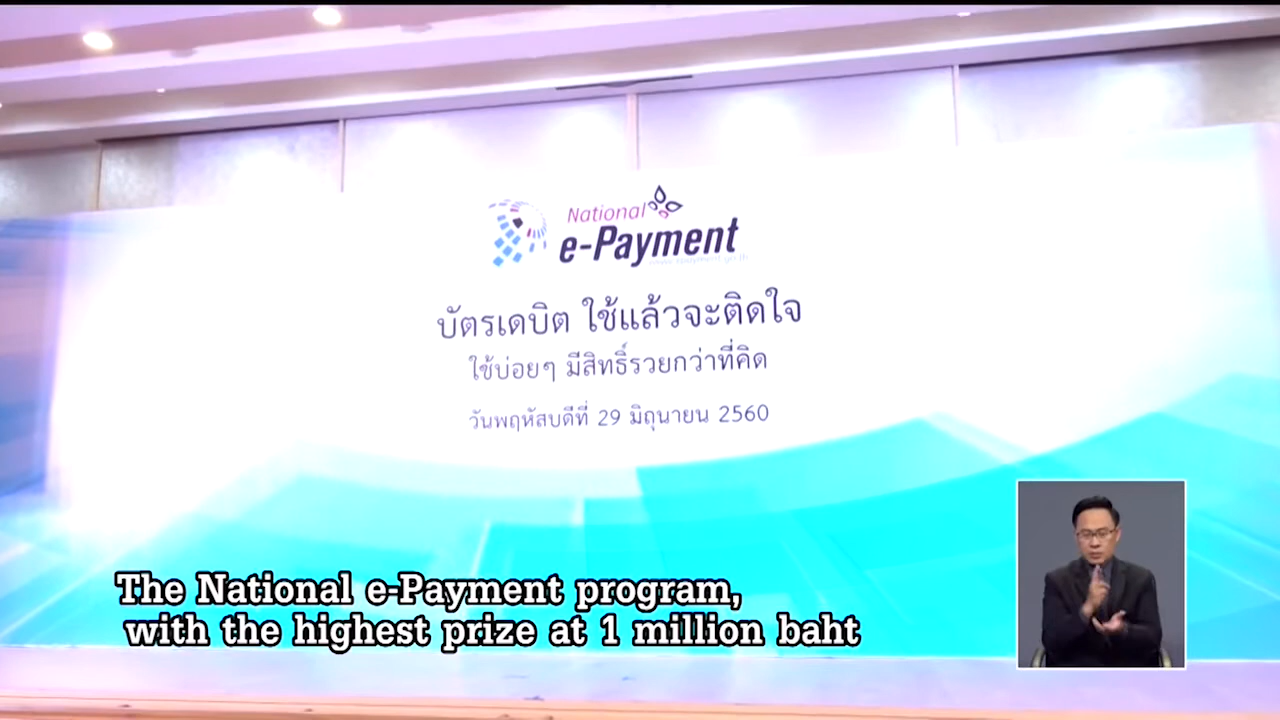 National
e-Payment
บัตรเดบิต ใช้แล้วจะติดใจ
ใช้บ่อยๆ มีสิทธิ์รวยกว่าที่คิด
วันพฤหัสบดีที่ 29 มิถุนายน 2560
The National e-Payment program,
with the highest prize at 1 million baht